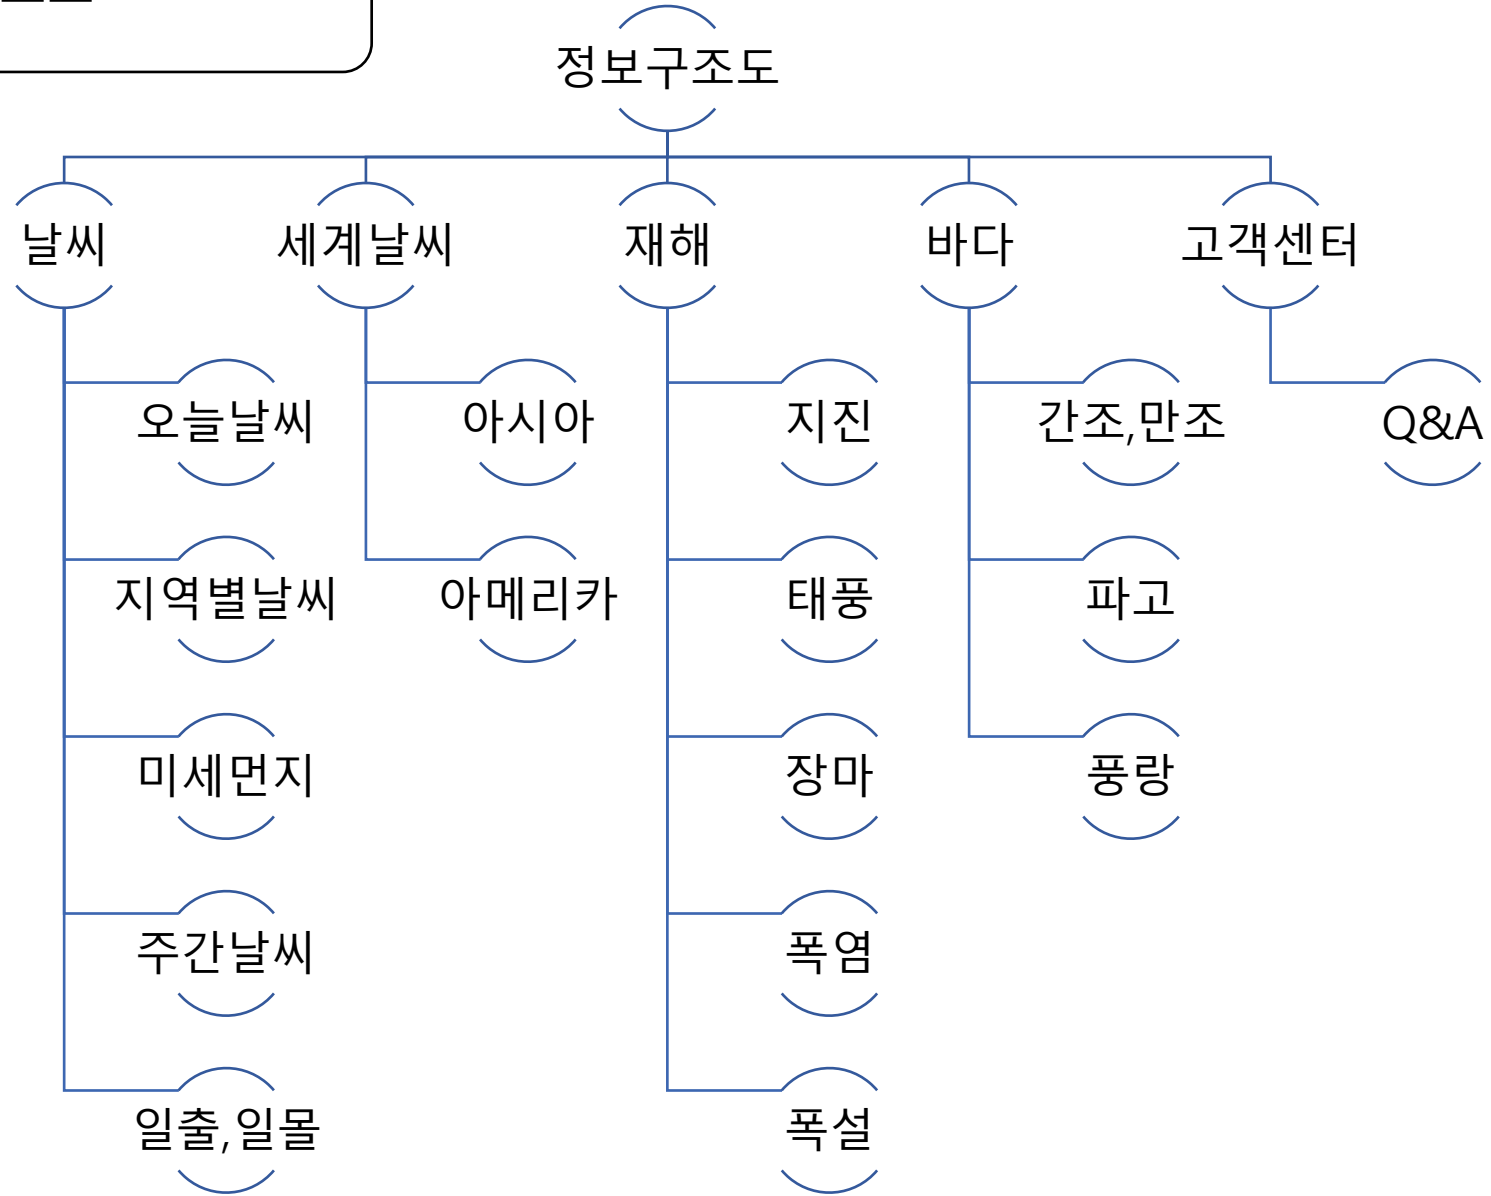 정보구조도
날씨
세계날씨
재해
바다
고객센터
오늘날씨
아시아
지진
간조,만조
Q&A
지역별날씨
아메리카
태풍
파고
미세먼지
장마
풍랑
주간날씨
폭염
일출,일몰
폭설